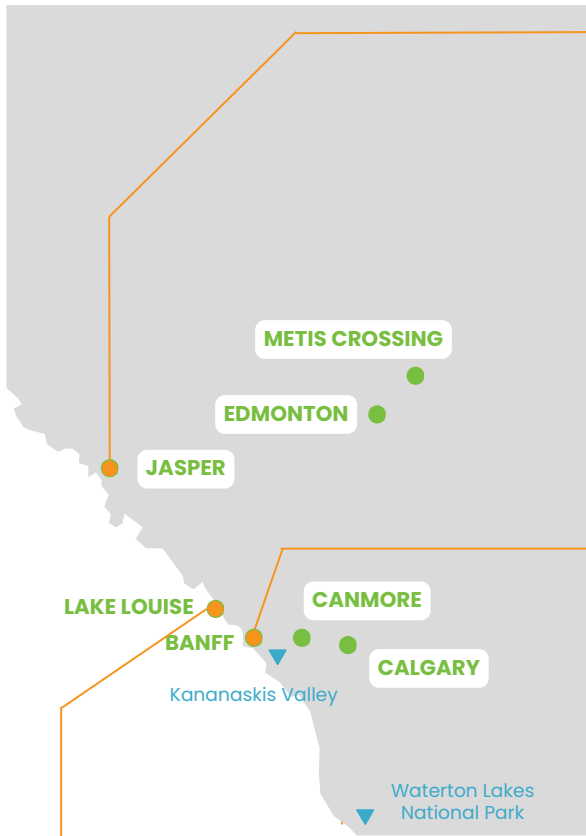 METIS CROSSING
EDMONTON
JASPER
CANMORE
LAKE LOUISE
BANFF
CALGARY
Kananaskis Valley
Waterton Lakes
National Park